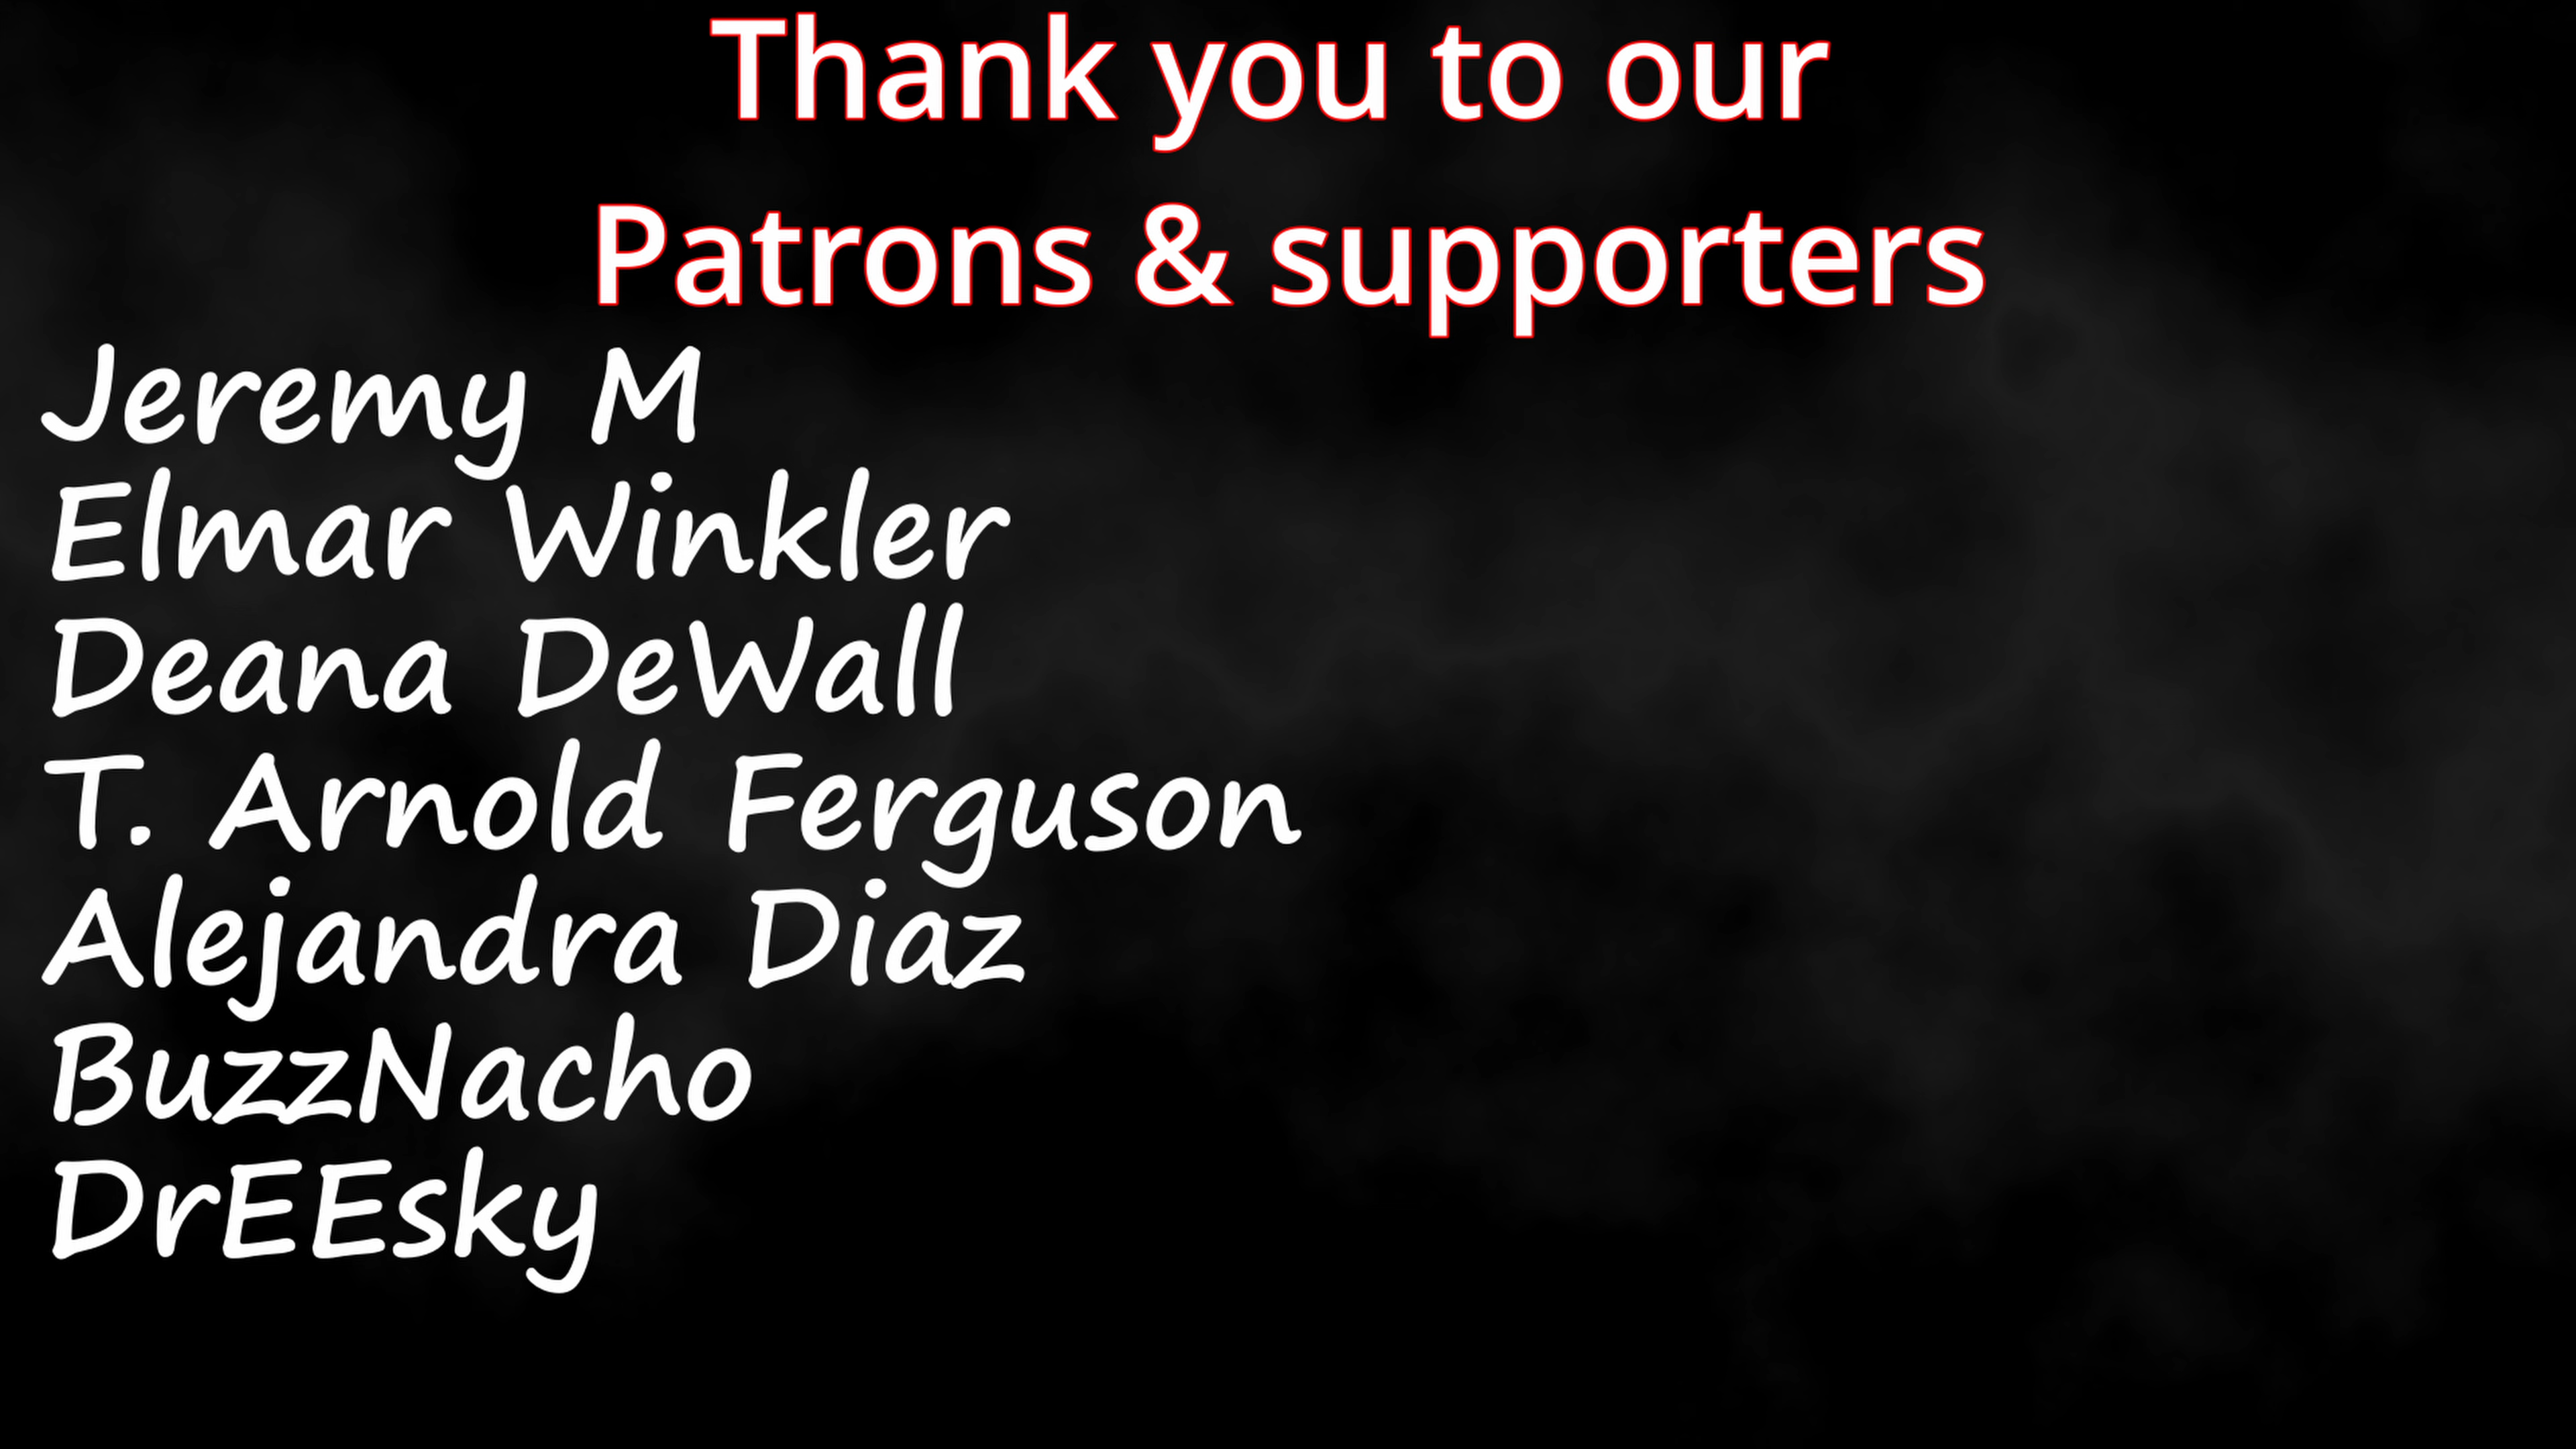 Thank you to our
Patrons & supporters
Jeremy M
Elmar Winkler
Deana DeWall
T. Arnold Ferguson
Alejandra Diaz
BuzzNacho
DrEEsky